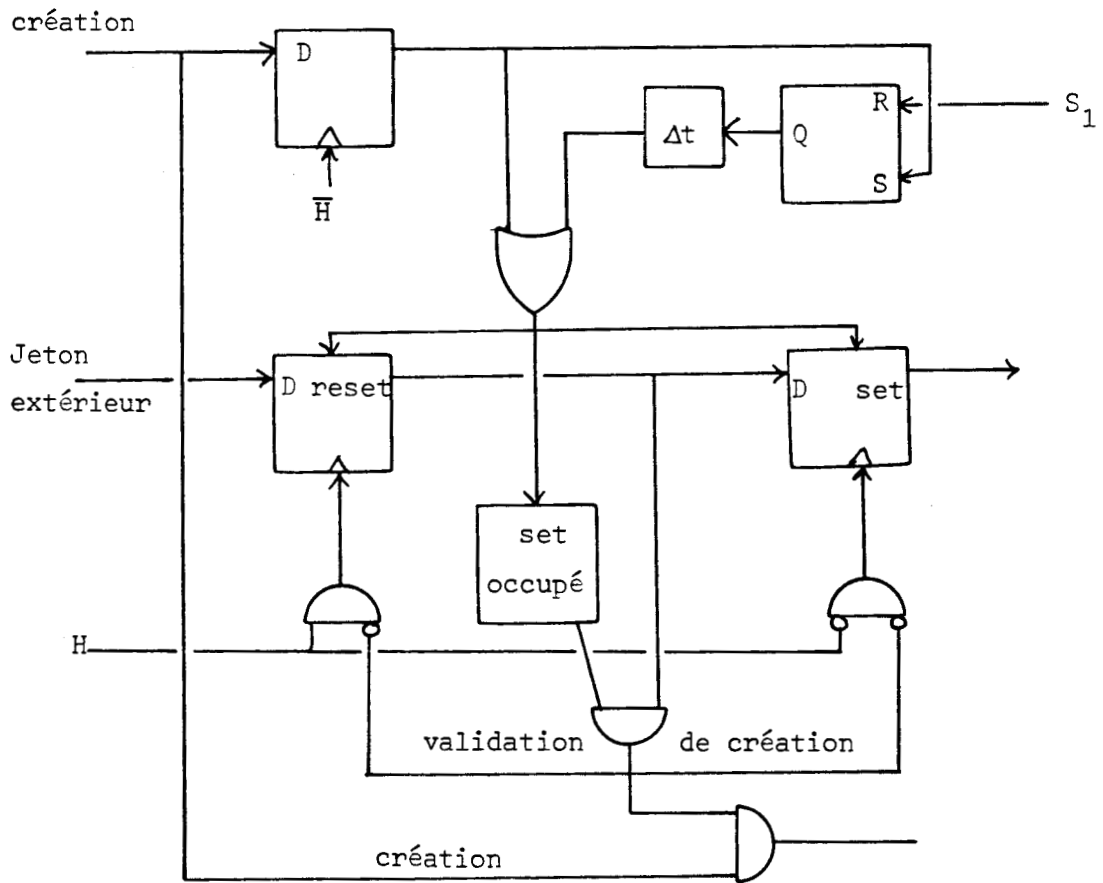 création
D
H̅
Δt
Q
R
S
S₁
Jeton
extérieur
D reset
D set
set
occupé
H
validation de création
création